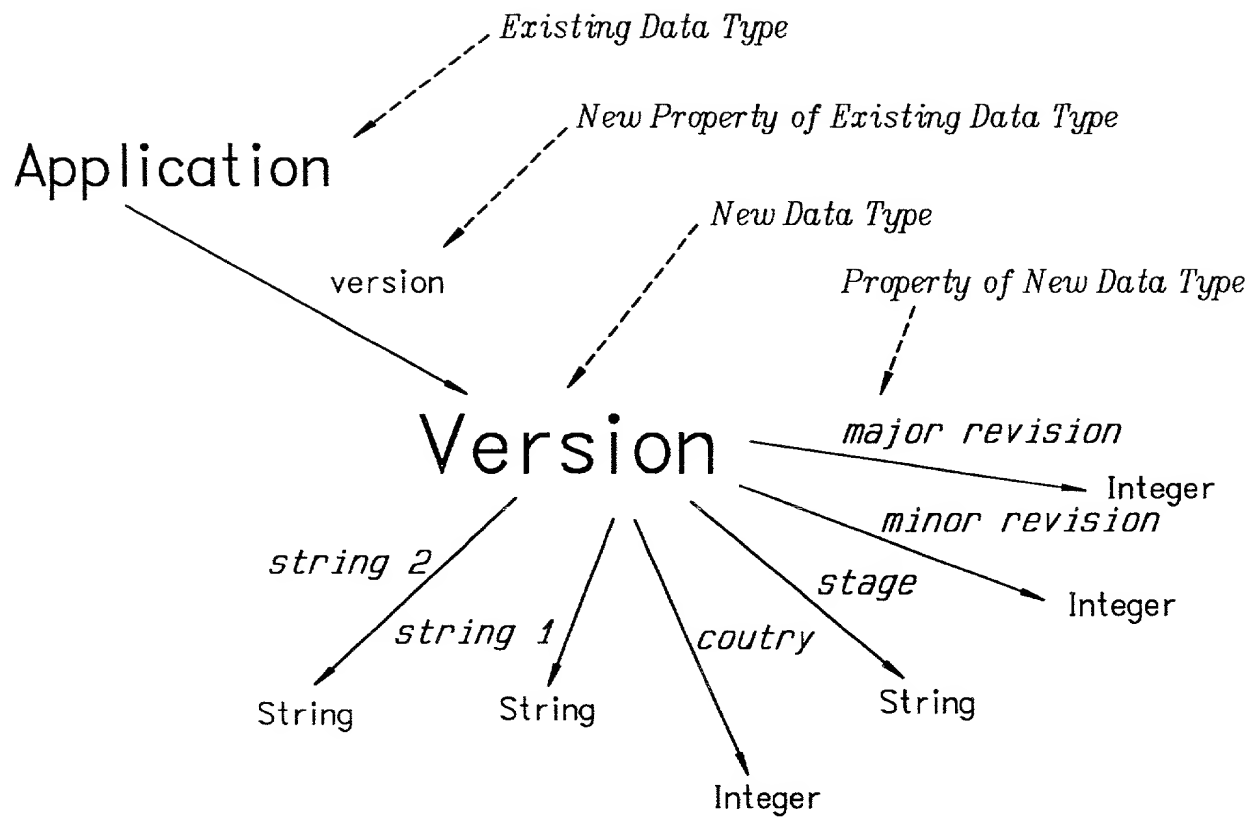 Existing Data Type
New Property of Existing Data Type
Application
New Data Type
version
Property of New Data Type
Version
major revision
Integer
minor revision
string 2
stage
Integer
string 1
coutry
String
String
String
Integer